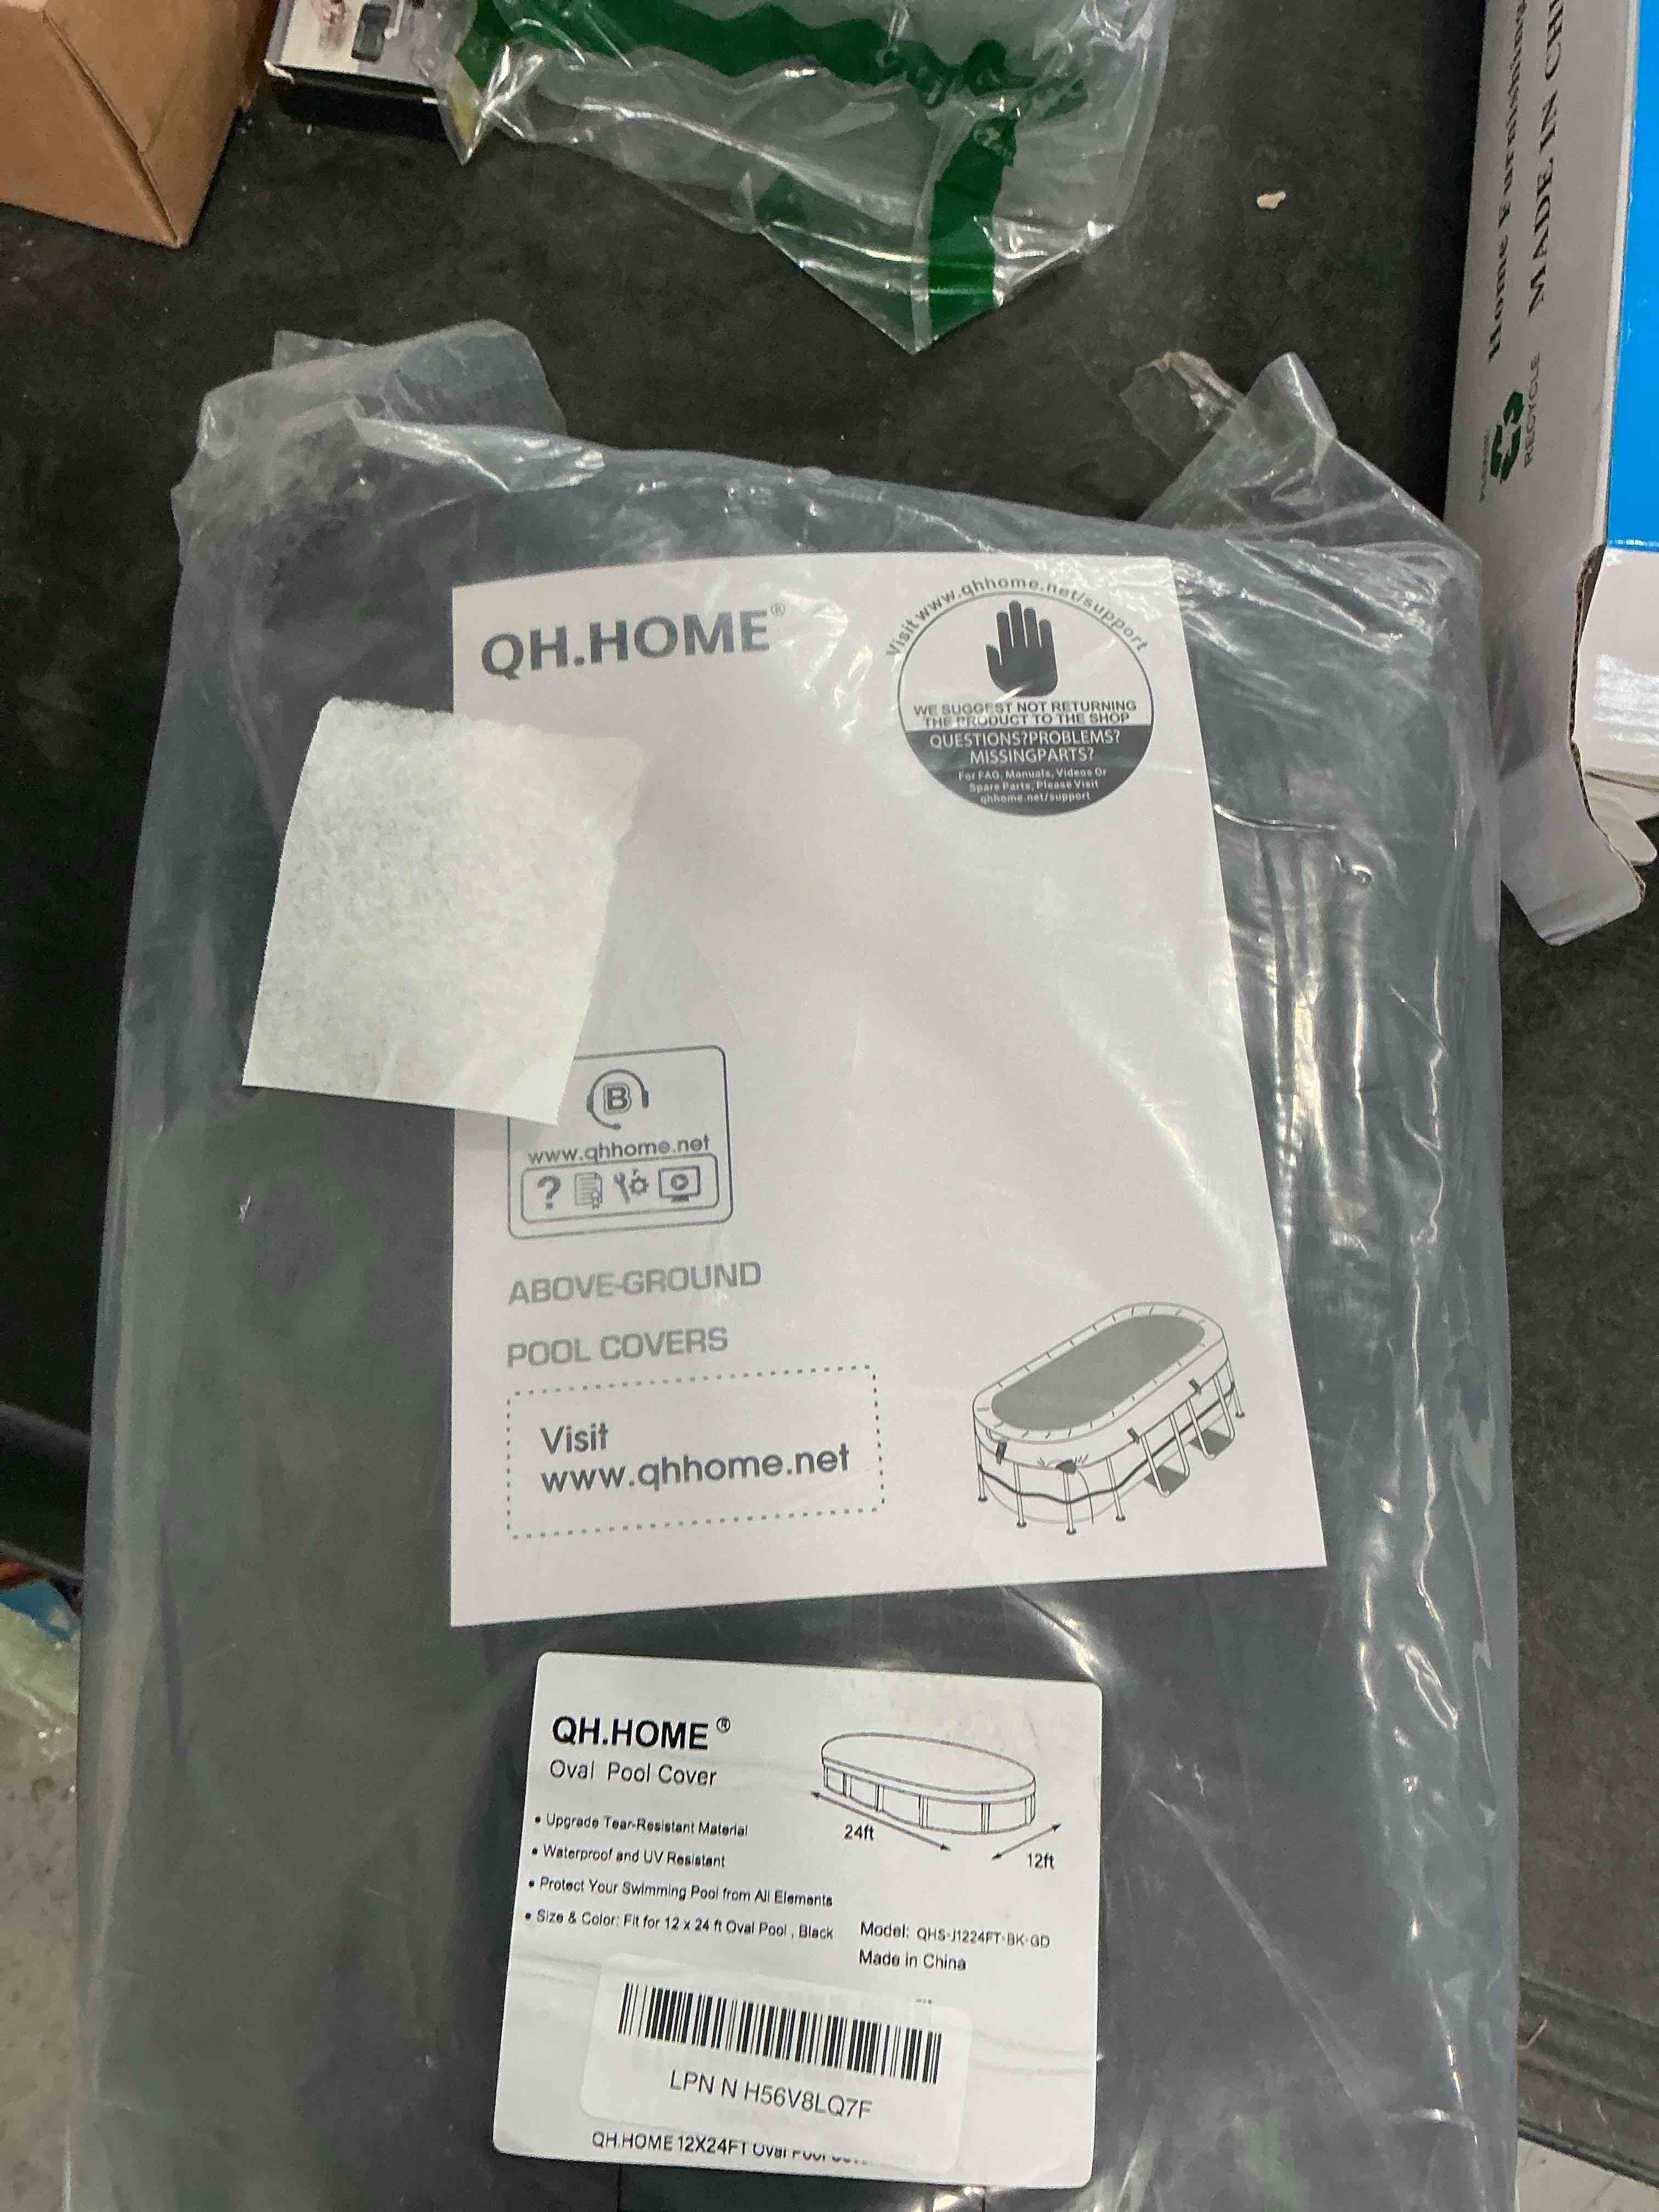 Home Furnishings
MADE IN
RECYCLE
QH.HOME®
Visit www.qhhome.net/support
WE SUGGEST NOT RETURNING
THE PRODUCT TO THE SHOP
QUESTIONS?PROBLEMS?
MISSINGPARTS?
For FAQ, Manuals, Videos Or
Spare Parts, Please Visit
qhhome.net/support
B
www.qhhome.net
?
ABOVE-GROUND
POOL COVERS
Visit
www.qhhome.net
QH.HOME®
Oval Pool Cover
• Upgrade Tear-Resistant Material
• Waterproof and UV Resistant
• Protect Your Swimming Pool from All Elements
• Size & Color: Fit for 12 x 24 ft Oval Pool , Black
24ft
12ft
Model: QHS-J1224FT-BK-GD
Made in China
LPN N H56V8LQ7F
QH.HOME 12X24FT Oval Pool